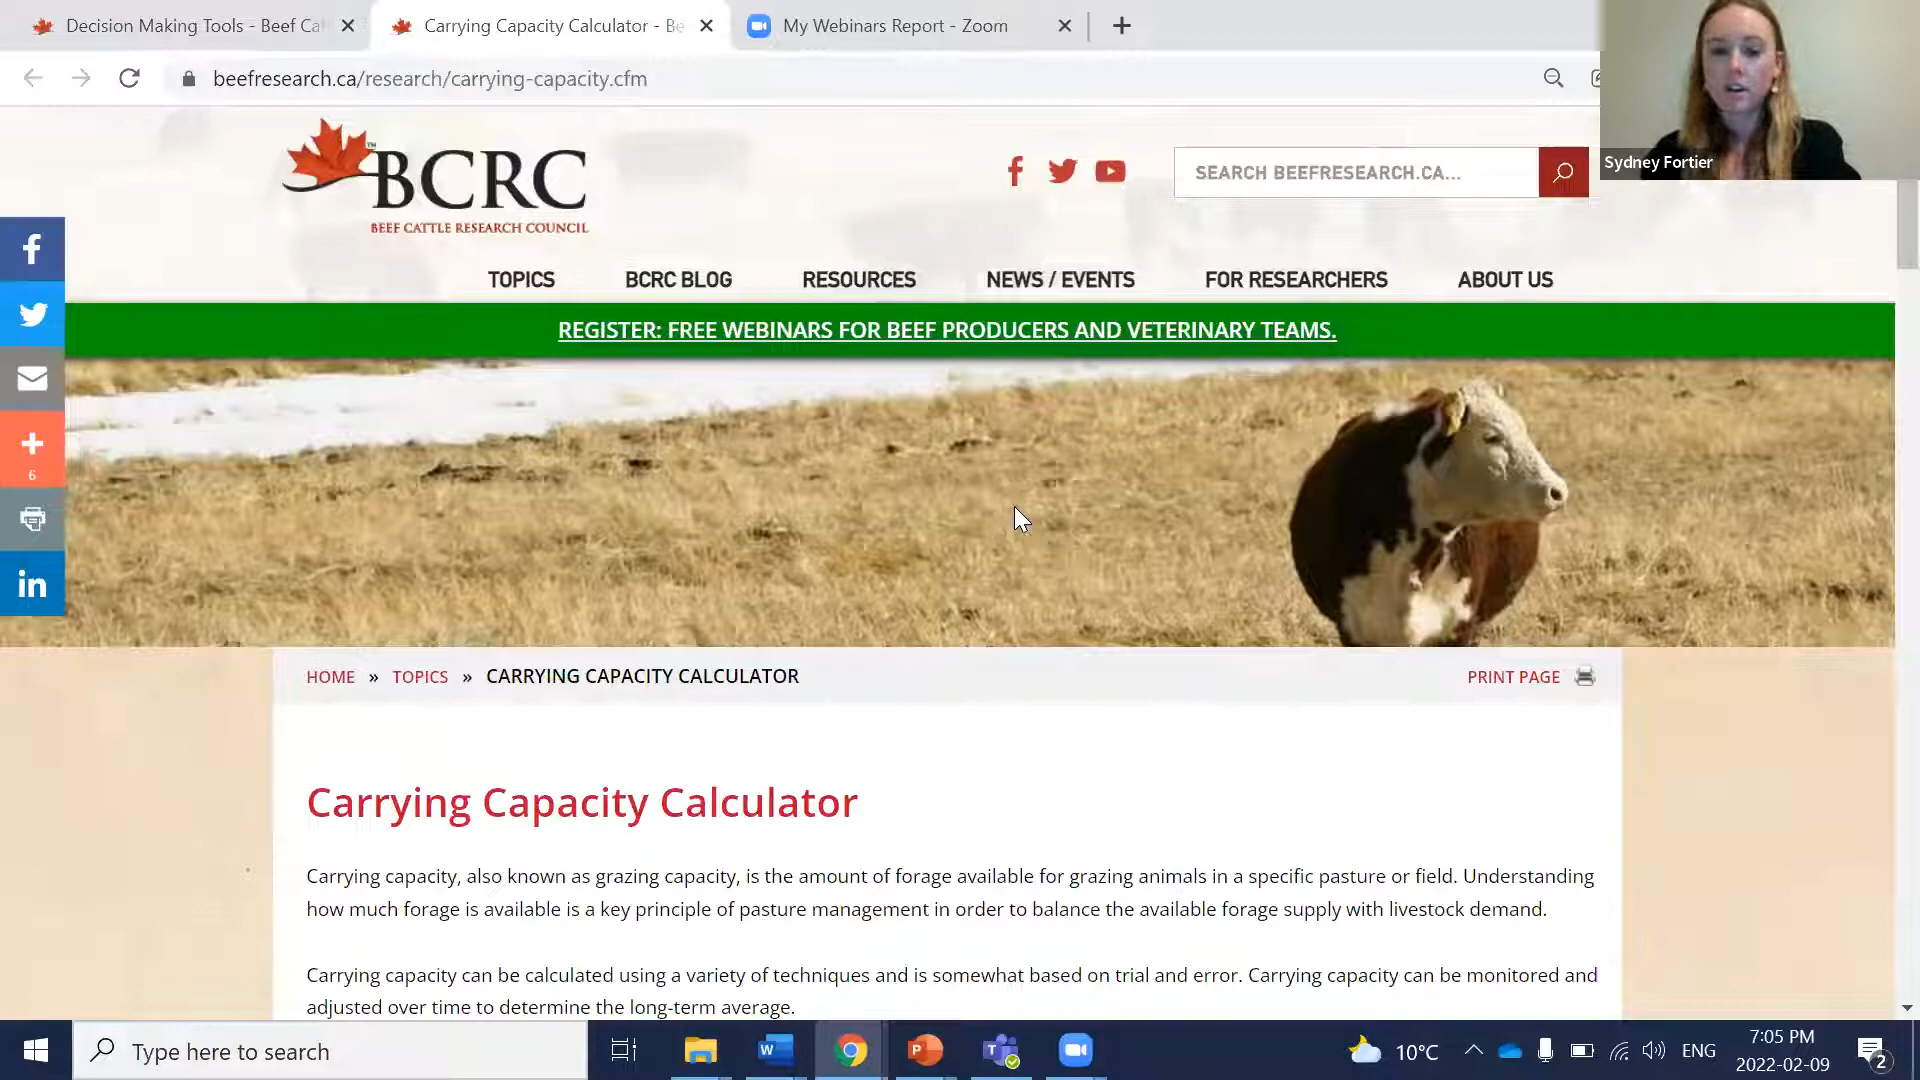 Decision Making Tools - Beef Cat
Carrying Capacity Calculator - Be
My Webinars Report - Zoom
beefresearch.ca/research/carrying-capacity.cfm
Sydney Fortier
BCRC
TM
BEEF CATTLE RESEARCH COUNCIL
SEARCH BEEFRESEARCH.CA...
TOPICS
BCRC BLOG
RESOURCES
NEWS / EVENTS
FOR RESEARCHERS
ABOUT US
REGISTER: FREE WEBINARS FOR BEEF PRODUCERS AND VETERINARY TEAMS.
6
HOME » TOPICS » CARRYING CAPACITY CALCULATOR
PRINT PAGE
Carrying Capacity Calculator
Carrying capacity, also known as grazing capacity, is the amount of forage available for grazing animals in a specific pasture or field. Understanding
how much forage is available is a key principle of pasture management in order to balance the available forage supply with livestock demand.
Carrying capacity can be calculated using a variety of techniques and is somewhat based on trial and error. Carrying capacity can be monitored and
adjusted over time to determine the long-term average.
Type here to search
10°C
ENG
7:05 PM
2022-02-09
2